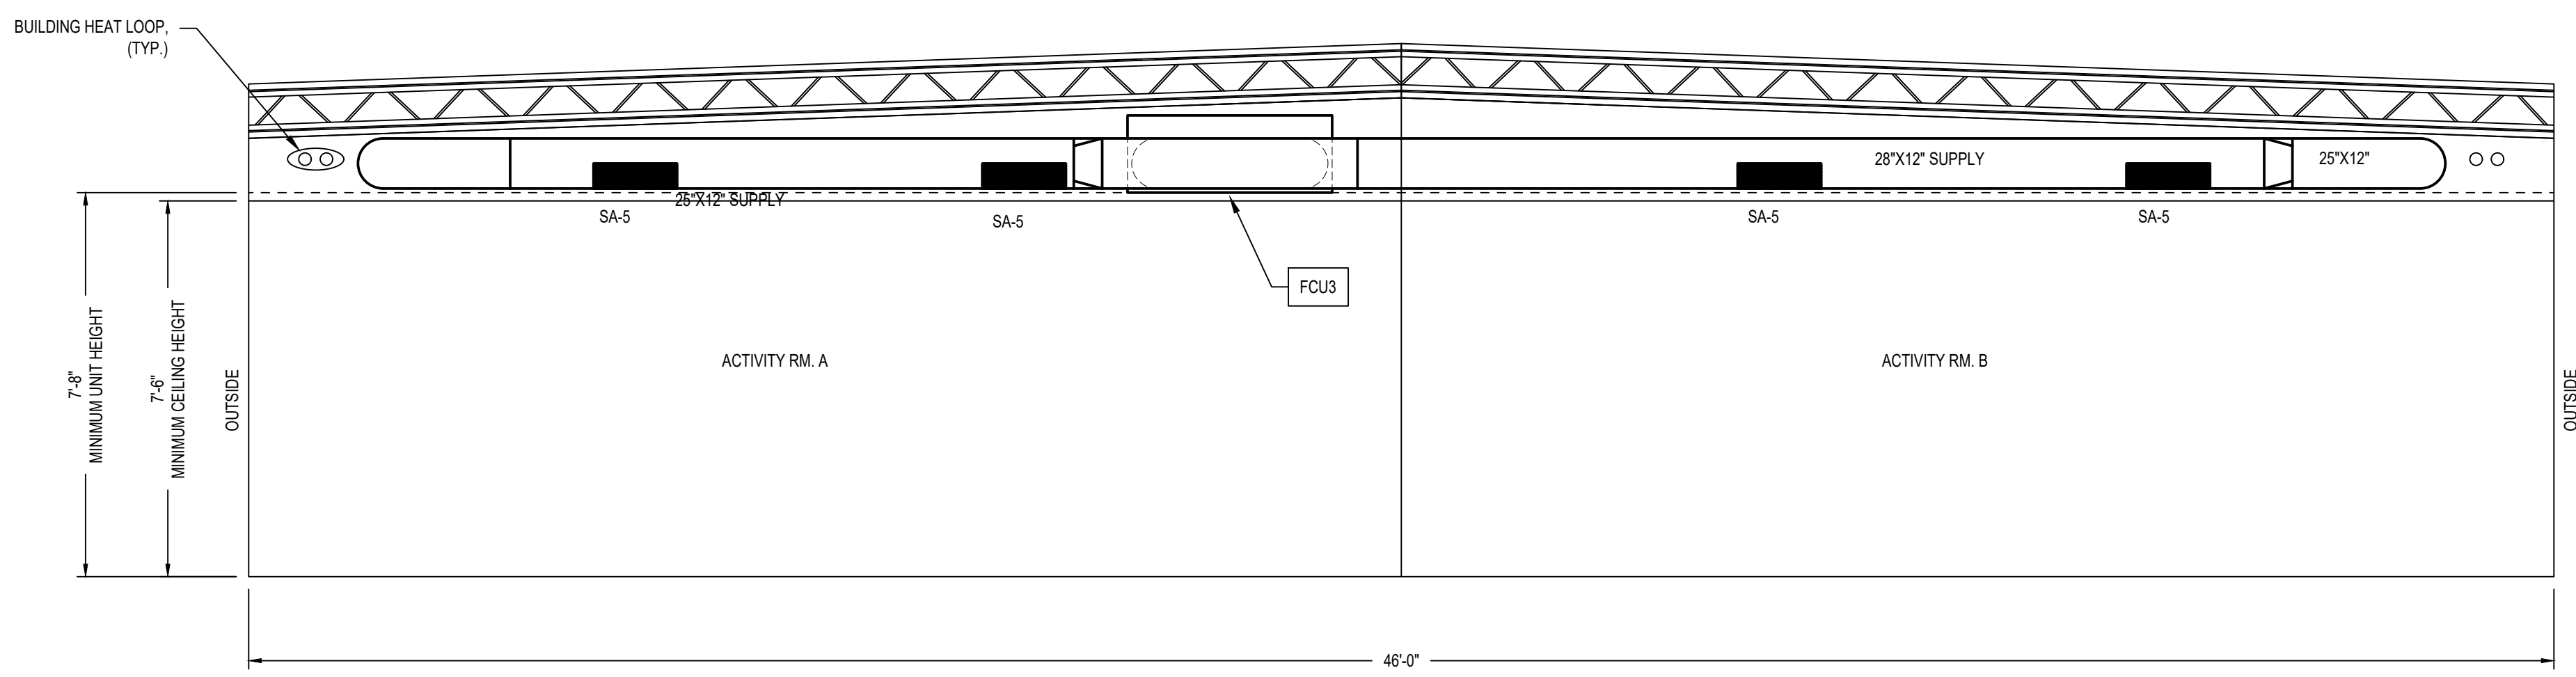 BUILDING HEAT LOOP,
(TYP.)
28"X12" SUPPLY
25"X12"
25"X12" SUPPLY
SA-5
SA-5
SA-5
SA-5
FCU3
7'-8"
MINIMUM UNIT HEIGHT
7'-6"
MINIMUM CEILING HEIGHT
OUTSIDE
ACTIVITY RM. A
ACTIVITY RM. B
OUTSIDE
46'-0"